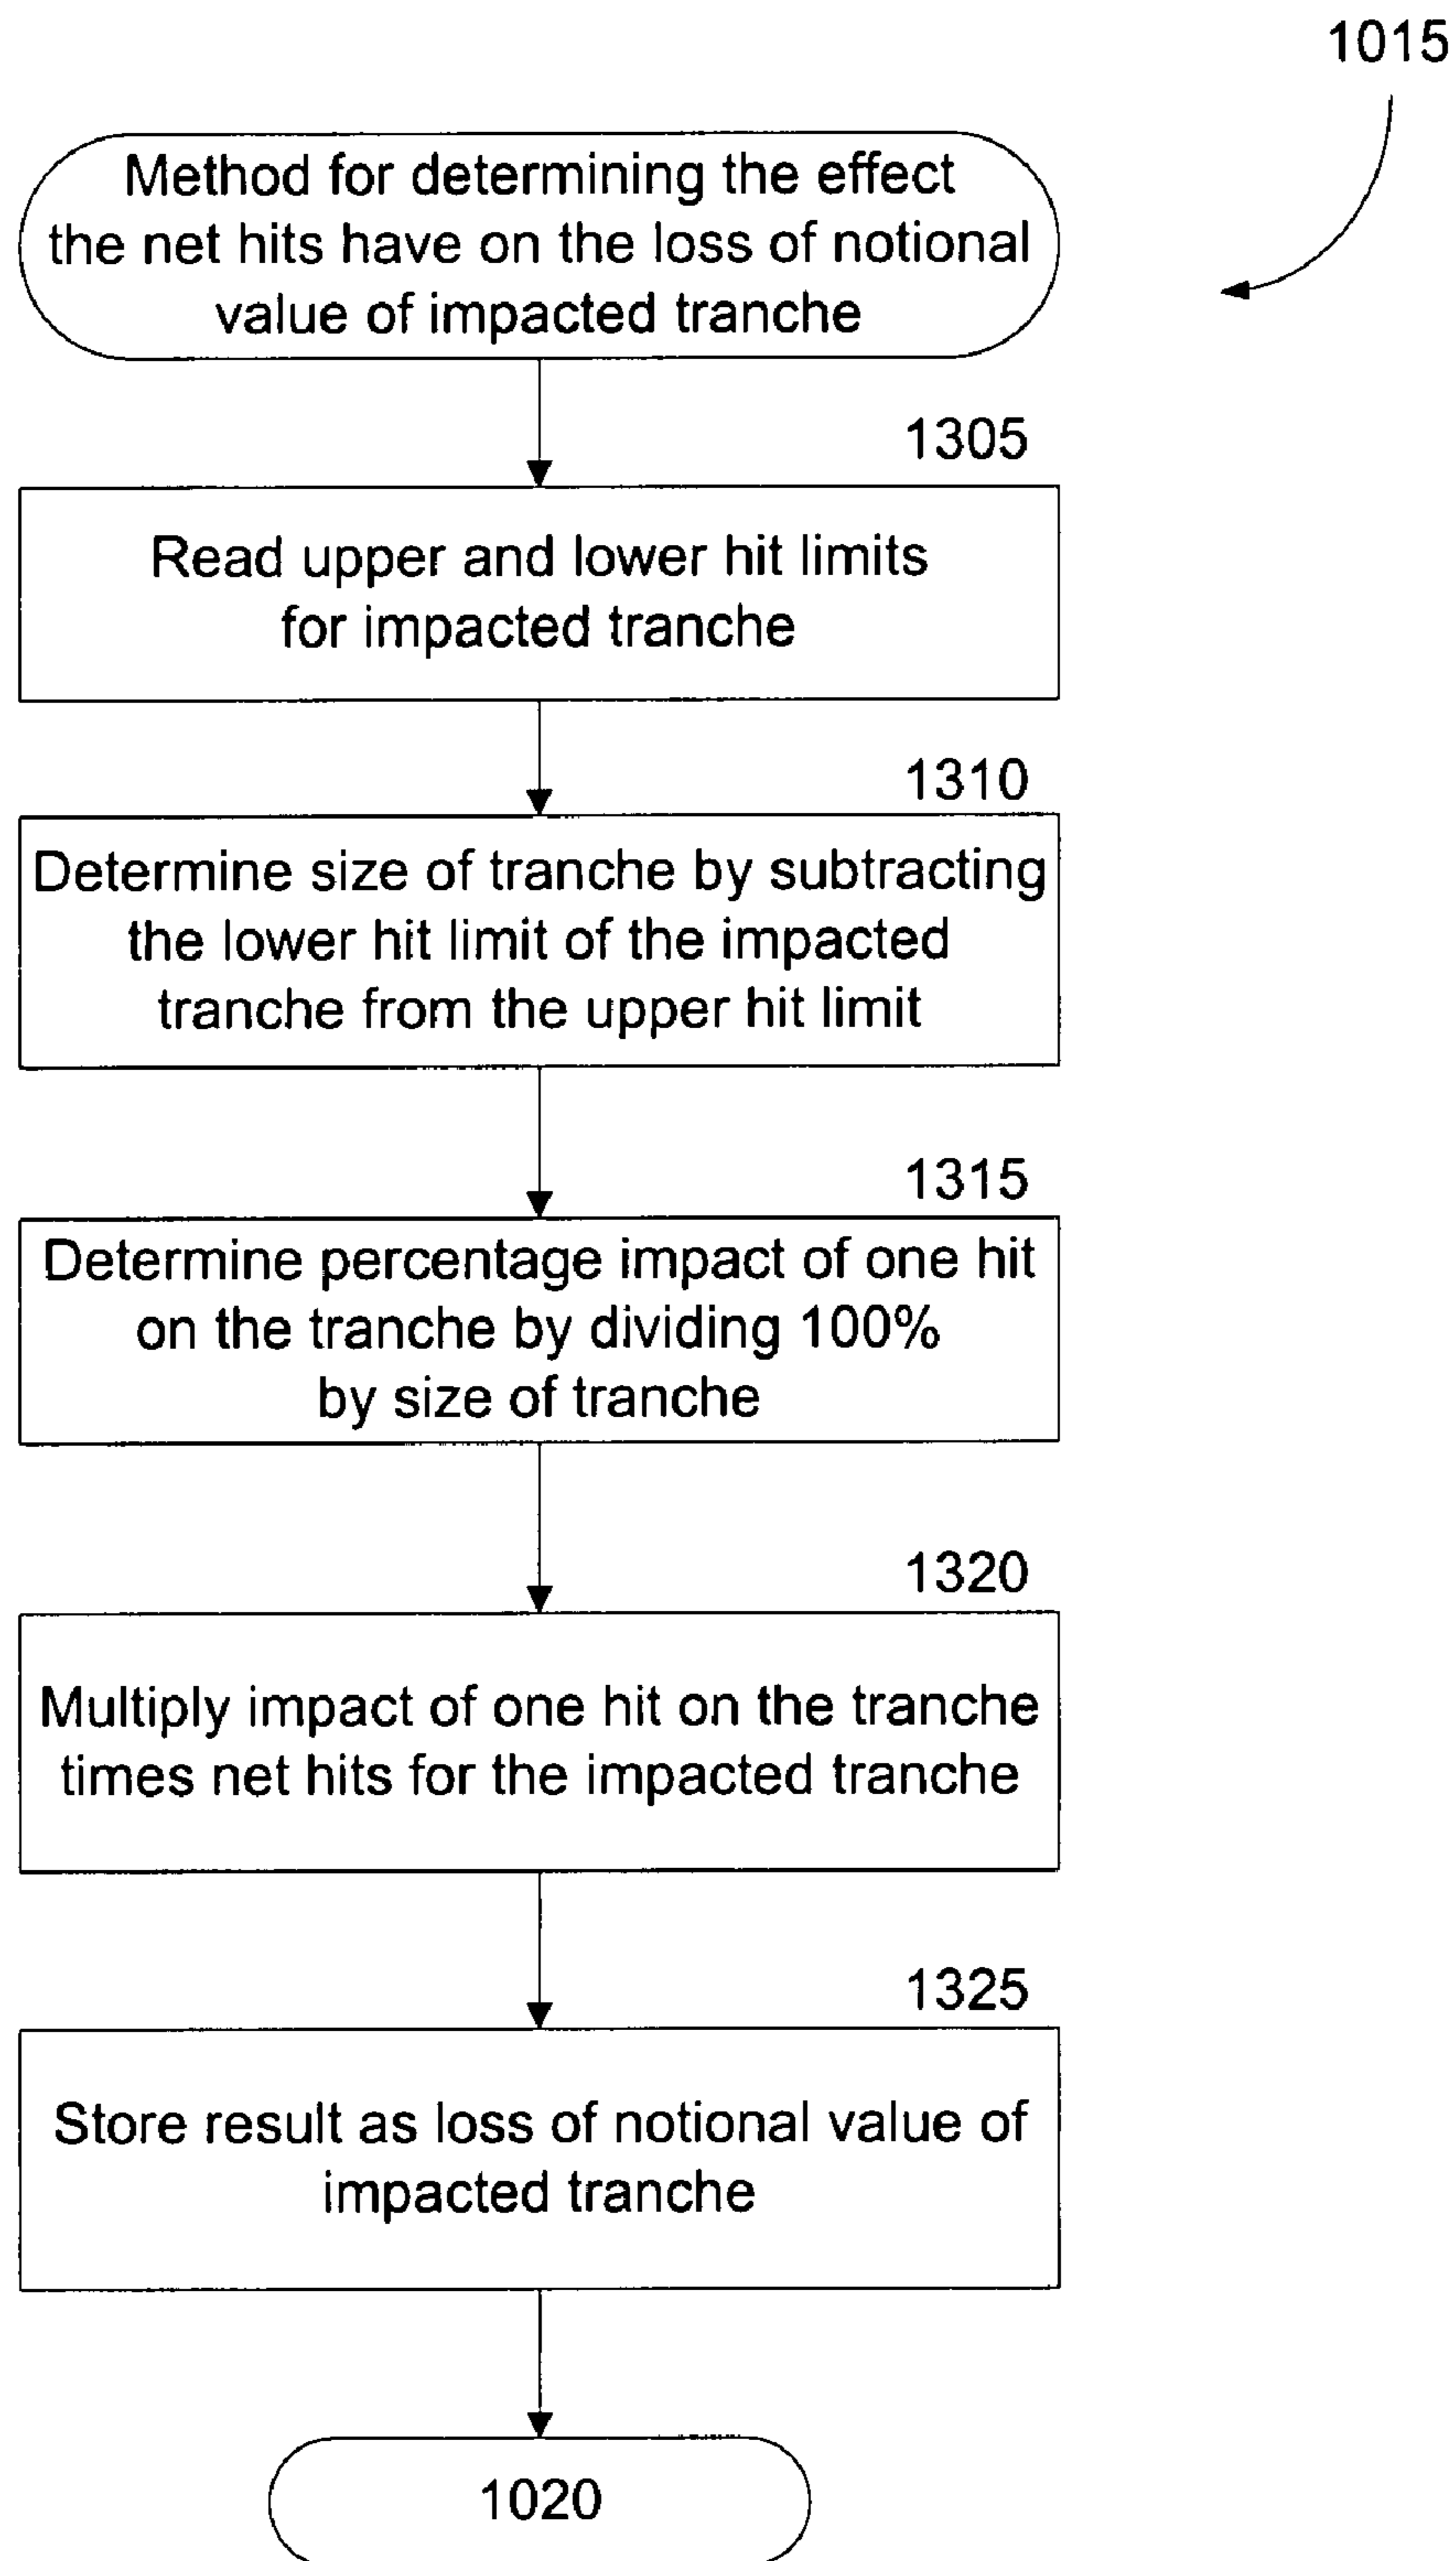 1015
Method for determining the effect
the net hits have on the loss of notional
value of impacted tranche
1305
Read upper and lower hit limits
for impacted tranche
1310
Determine size of tranche by subtracting
the lower hit limit of the impacted
tranche from the upper hit limit
1315
Determine percentage impact of one hit
on the tranche by dividing 100%
by size of tranche
1320
Multiply impact of one hit on the tranche
times net hits for the impacted tranche
1325
Store result as loss of notional value of
impacted tranche
1020